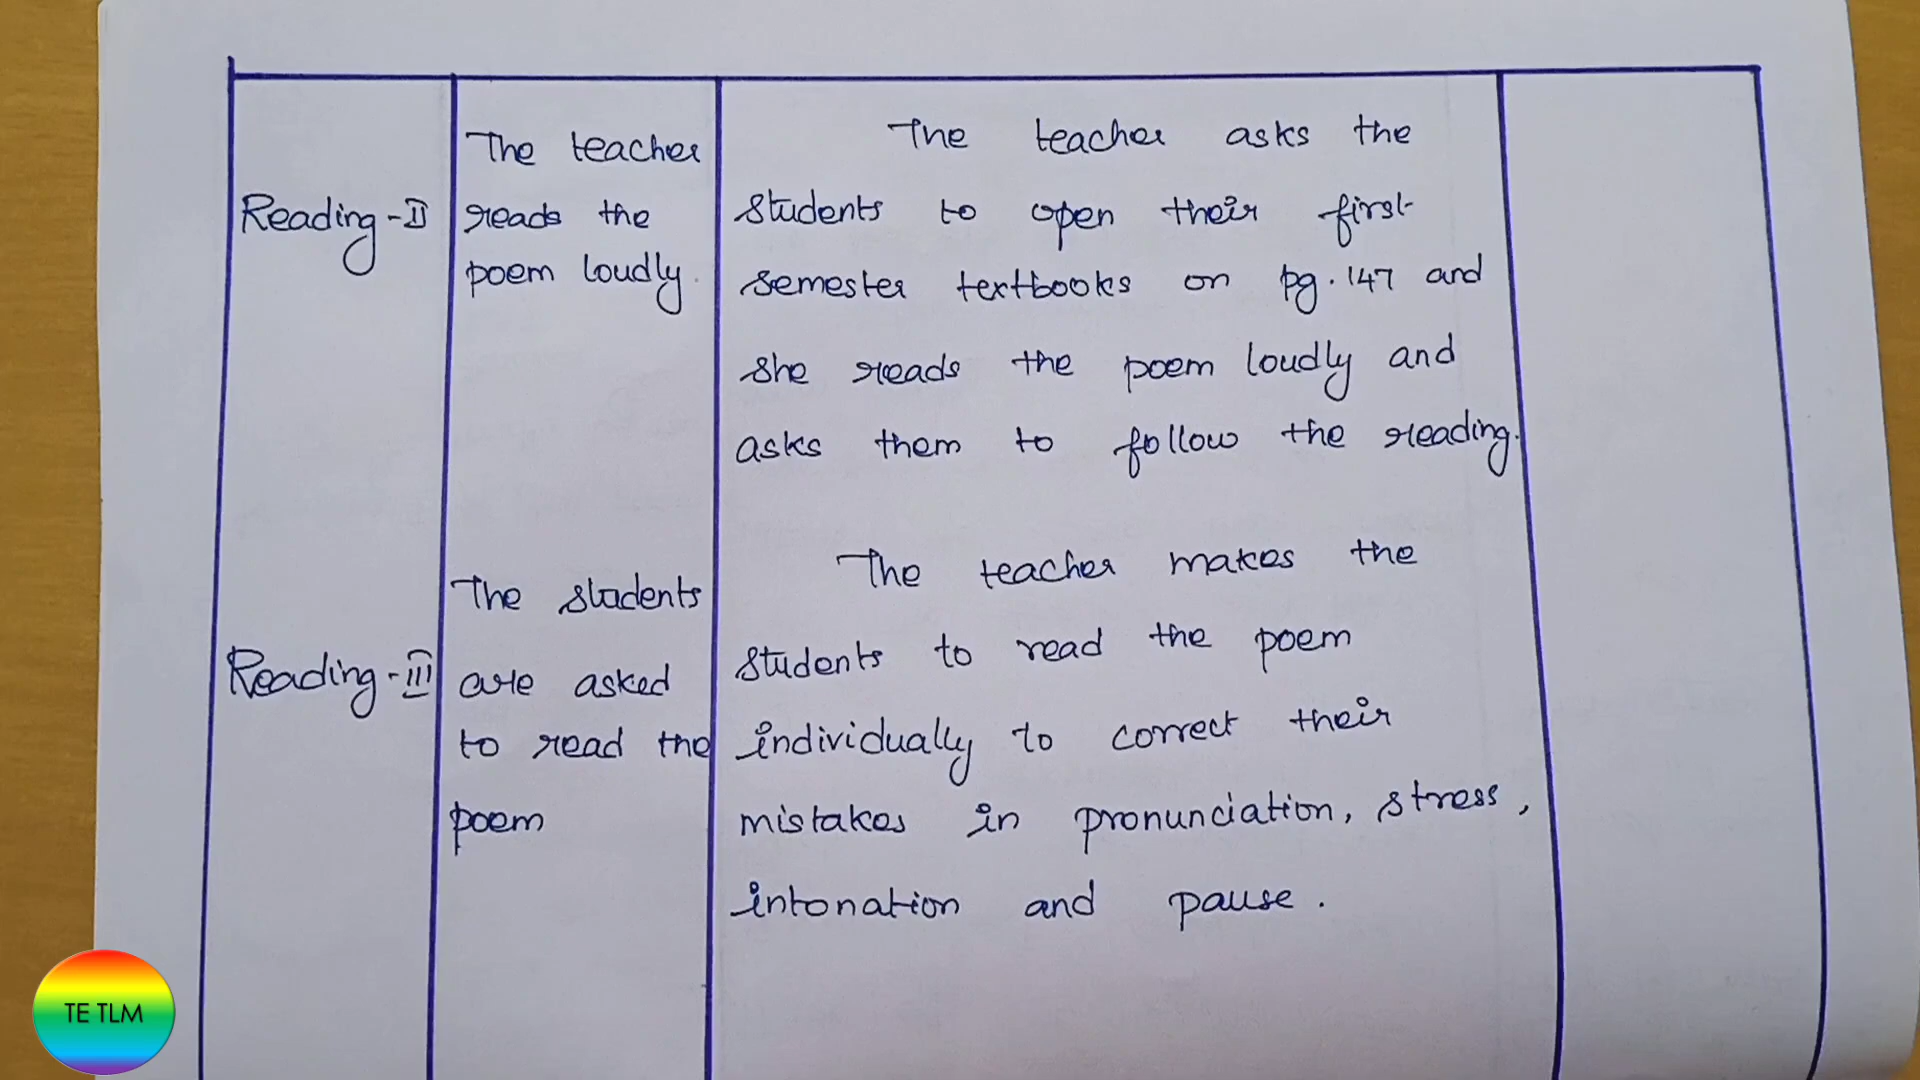 Reading-II
The teacher
reads the
poem loudly.
The teacher asks the
students to open their first
semester textbooks on pg.147 and
she reads the poem loudly and
asks them to follow the reading.
Reading-III
The students
are asked
to read the
poem
The teacher makes the
students to read the poem
individually to correct their
mistakes in pronunciation, stress,
intonation and pause.
TE TLM